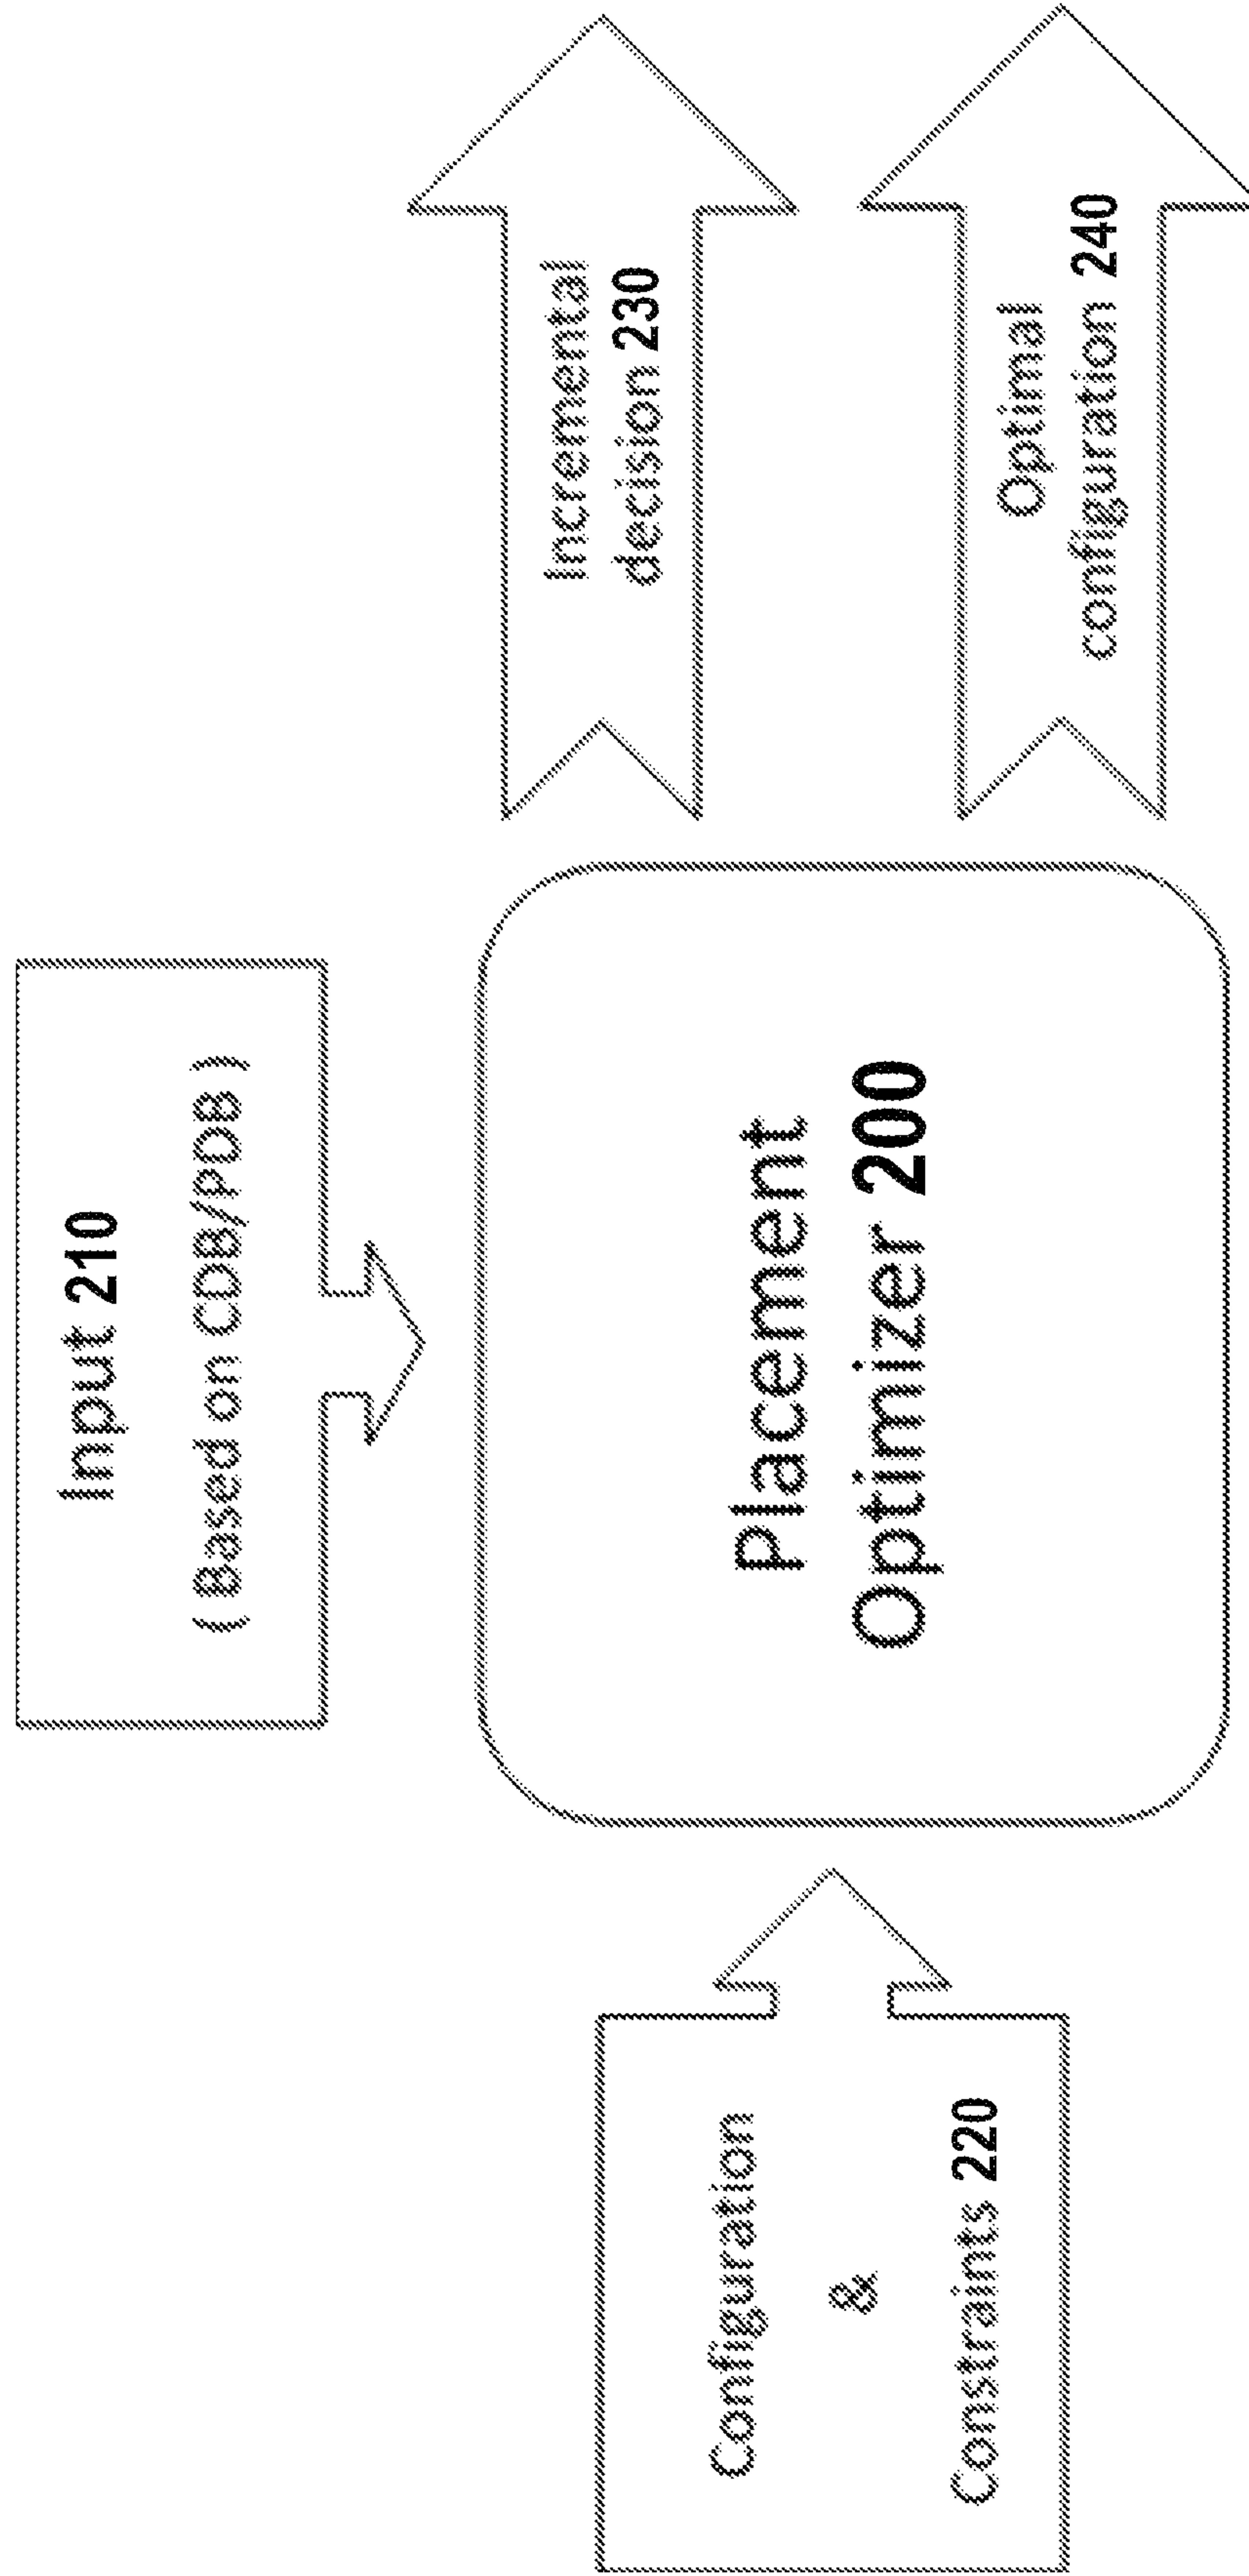 Input 210
( Based on CDB/PDB )
Configuration
&
Constraints 220
Placement
Optimizer 200
Incremental
decision 230
Optimal
configuration 240